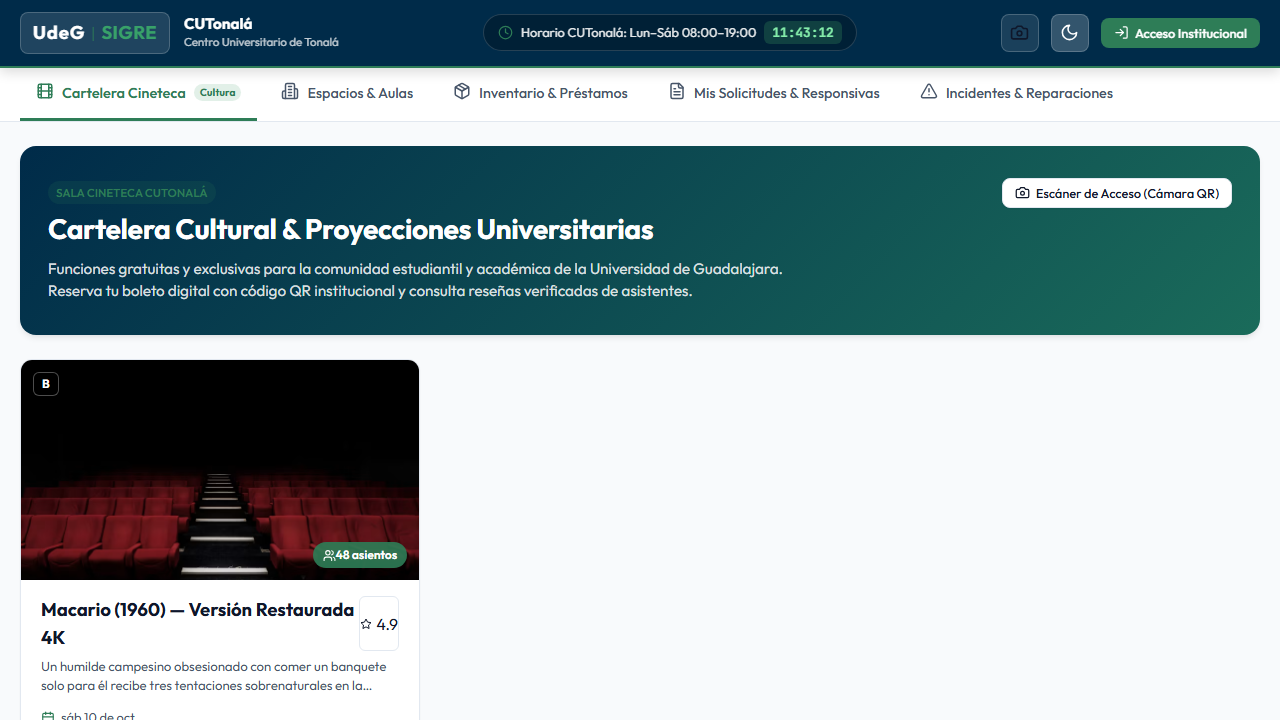 UdeG | SIGRE
CUTonalá
Centro Universitario de Tonalá
Horario CUTonalá: Lun–Sáb 08:00–19:00 11:43:12
Acceso Institucional
Cartelera Cineteca Cultura
Espacios & Aulas
Inventario & Préstamos
Mis Solicitudes & Responsivas
Incidentes & Reparaciones
SALA CINETECA CUTONALÁ
Escáner de Acceso (Cámara QR)
Cartelera Cultural & Proyecciones Universitarias
Funciones gratuitas y exclusivas para la comunidad estudiantil y académica de la Universidad de Guadalajara.
Reserva tu boleto digital con código QR institucional y consulta reseñas verificadas de asistentes.
B
48 asientos
Macario (1960) — Versión Restaurada
4K
4.9
Un humilde campesino obsesionado con comer un banquete
solo para él recibe tres tentaciones sobrenaturales en la...
sáb 10 de oct